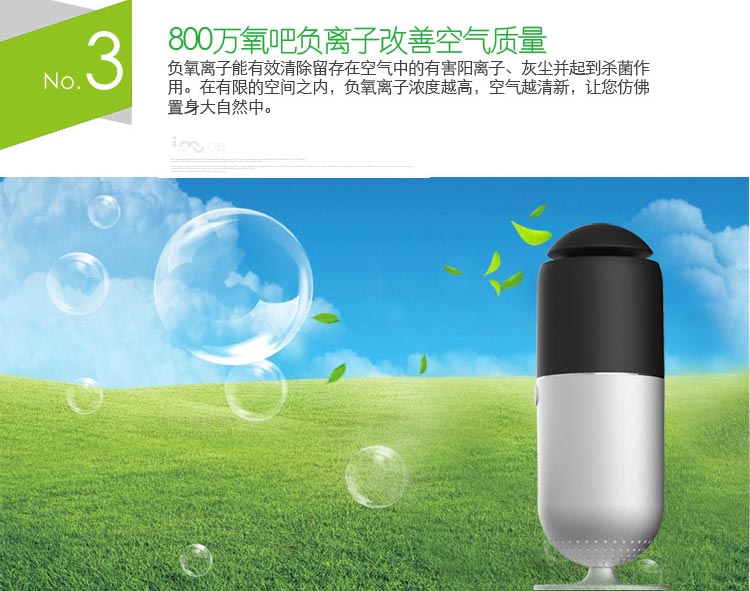 No.3
800万氧吧负离子改善空气质量
负氧离子能有效清除留存在空气中的有害阳离子、灰尘并起到杀菌作
用。在有限的空间之内，负氧离子浓度越高，空气越清新，让您仿佛
置身大自然中。